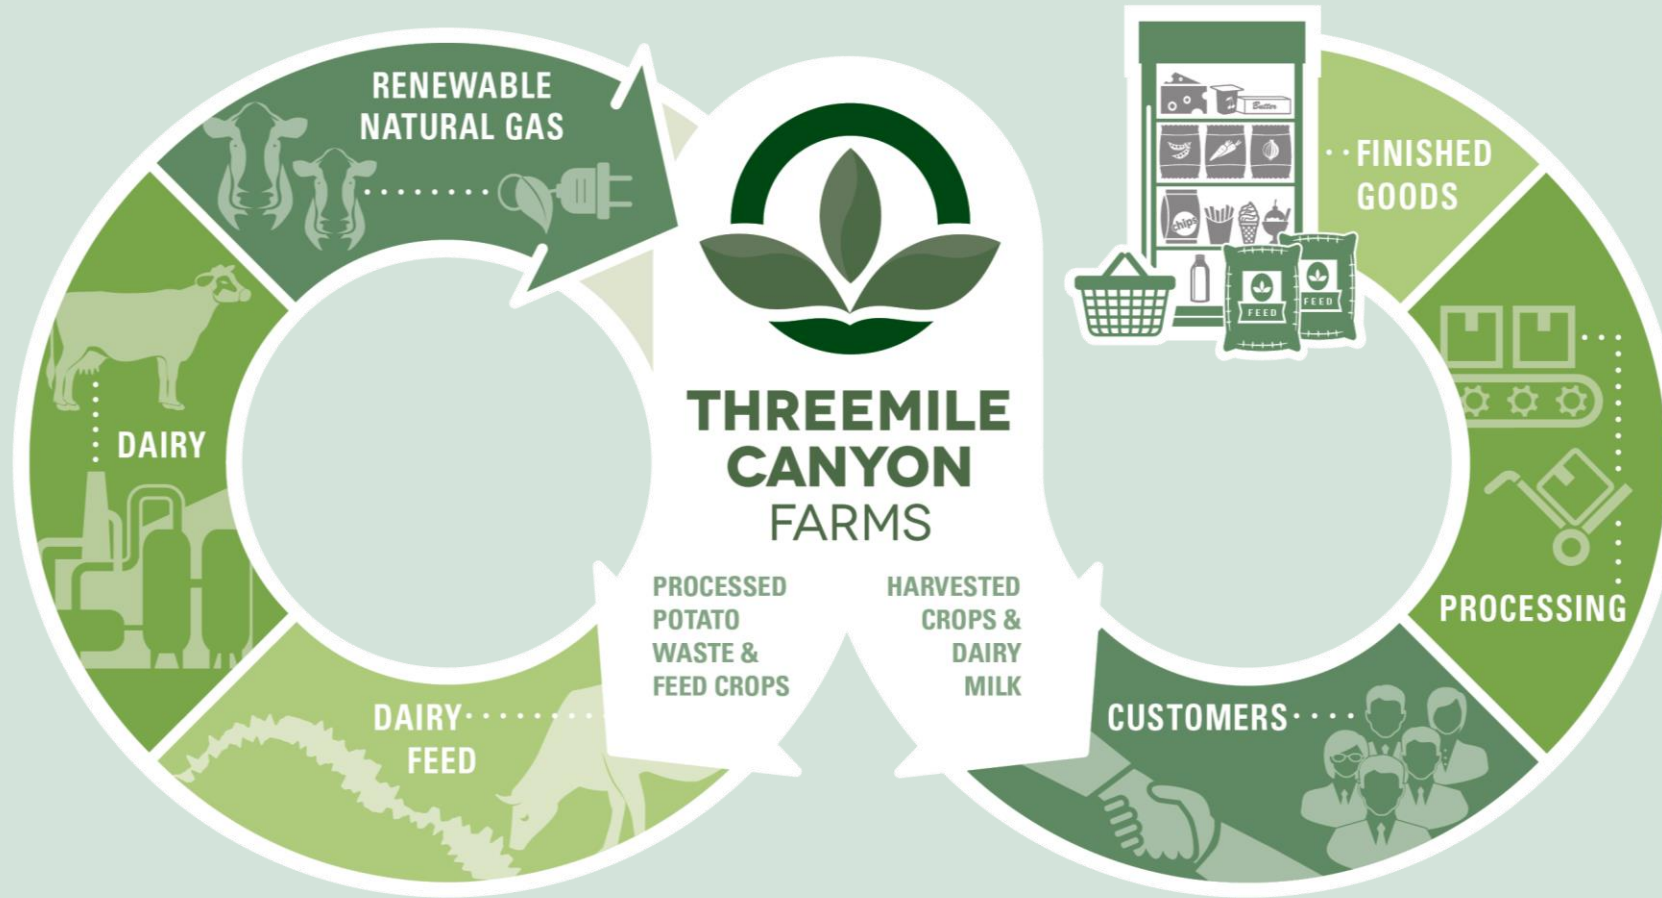 RENEWABLE
NATURAL GAS
DAIRY
DAIRY
FEED
THREEMILE
CANYON
FARMS
PROCESSED
POTATO
WASTE &
FEED CROPS
HARVESTED
CROPS &
DAIRY
MILK
Butter
chips
FEED
FEED
FINISHED
GOODS
PROCESSING
CUSTOMERS